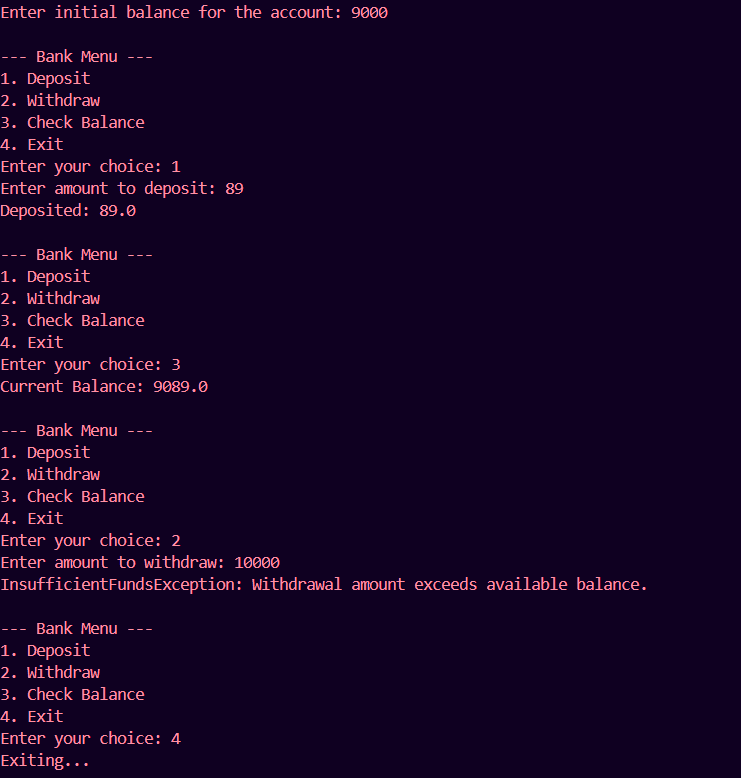 Enter initial balance for the account: 9000

--- Bank Menu ---
1. Deposit
2. Withdraw
3. Check Balance
4. Exit
Enter your choice: 1
Enter amount to deposit: 89
Deposited: 89.0

--- Bank Menu ---
1. Deposit
2. Withdraw
3. Check Balance
4. Exit
Enter your choice: 3
Current Balance: 9089.0

--- Bank Menu ---
1. Deposit
2. Withdraw
3. Check Balance
4. Exit
Enter your choice: 2
Enter amount to withdraw: 10000
InsufficientFundsException: Withdrawal amount exceeds available balance.

--- Bank Menu ---
1. Deposit
2. Withdraw
3. Check Balance
4. Exit
Enter your choice: 4
Exiting...